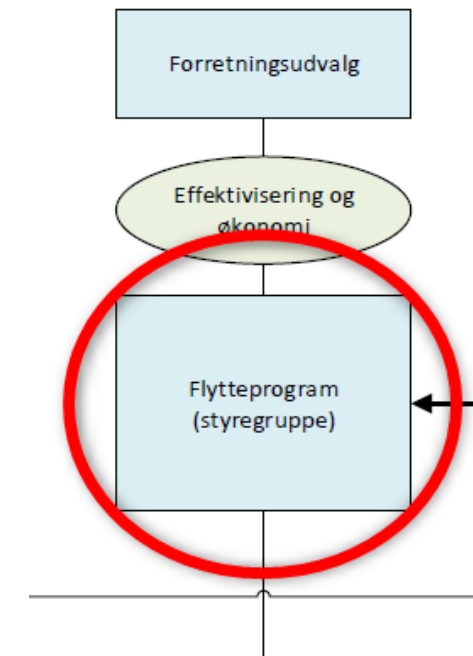 Forretningsudvalg
Effektivisering og
økonomi
Flytteprogram
(styregruppe)